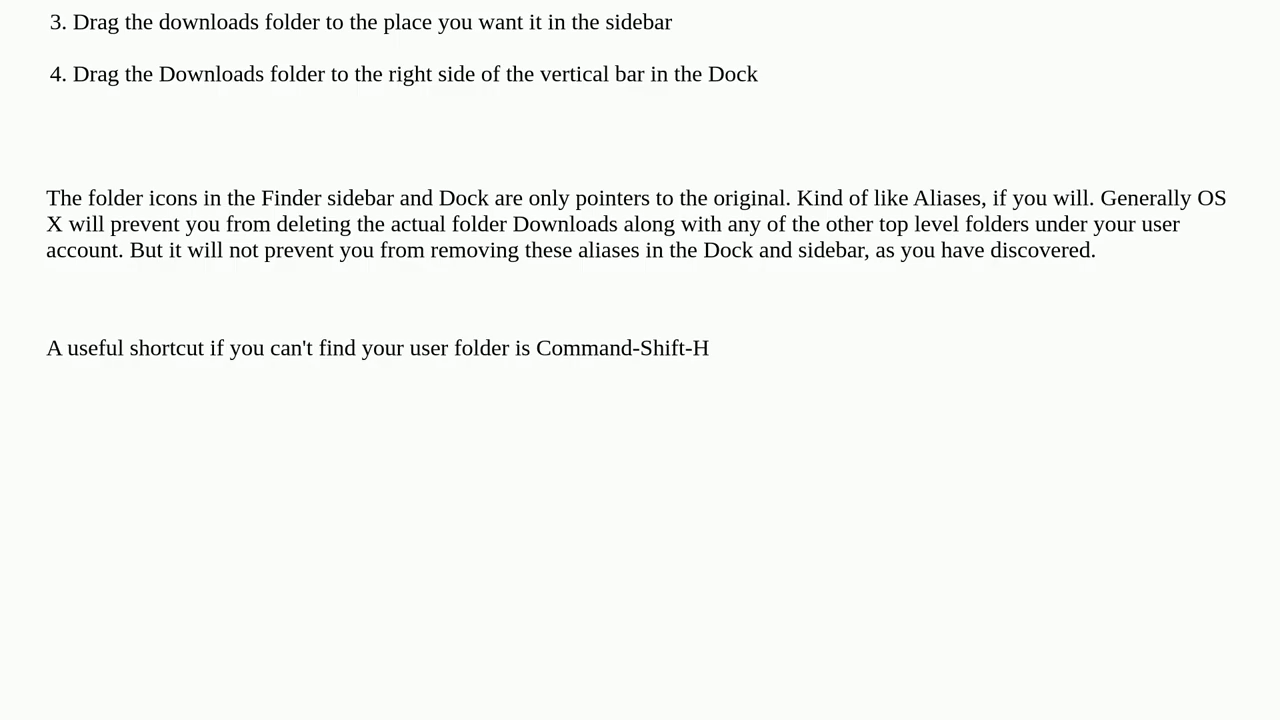 3. Drag the downloads folder to the place you want it in the sidebar
4. Drag the Downloads folder to the right side of the vertical bar in the Dock
The folder icons in the Finder sidebar and Dock are only pointers to the original. Kind of like Aliases, if you will. Generally OS
X will prevent you from deleting the actual folder Downloads along with any of the other top level folders under your user
account. But it will not prevent you from removing these aliases in the Dock and sidebar, as you have discovered.
A useful shortcut if you can't find your user folder is Command-Shift-H